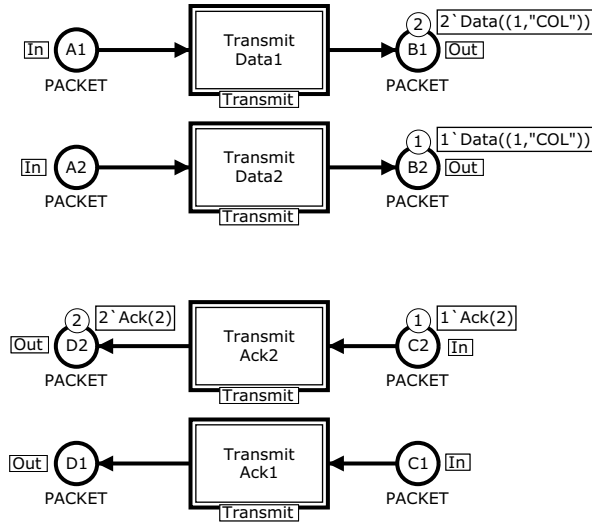 2
2`Data((1,"COL"))
In
A1
Transmit
Data1
B1
Out
PACKET
Transmit
PACKET
1
1`Data((1,"COL"))
In
A2
Transmit
Data2
B2
Out
PACKET
Transmit
PACKET
2
2`Ack(2)
1
1`Ack(2)
Out
D2
Transmit
Ack2
C2
In
PACKET
Transmit
PACKET
Out
D1
Transmit
Ack1
C1
In
PACKET
Transmit
PACKET